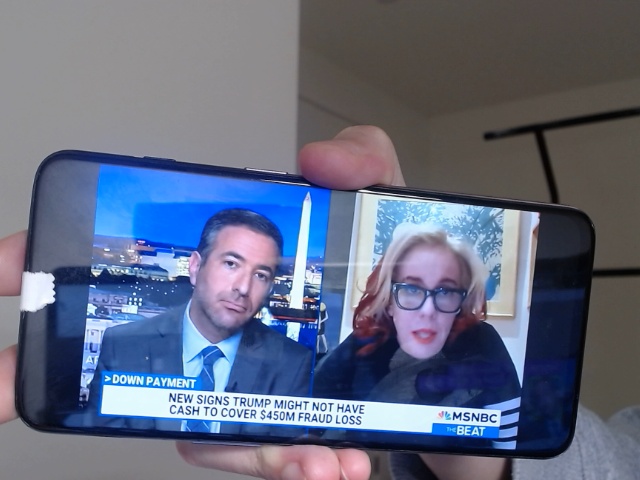 >DOWN PAYMENT
NEW SIGNS TRUMP MIGHT NOT HAVE
CASH TO COVER $450M FRAUD LOSS
MSNBC
THE BEAT